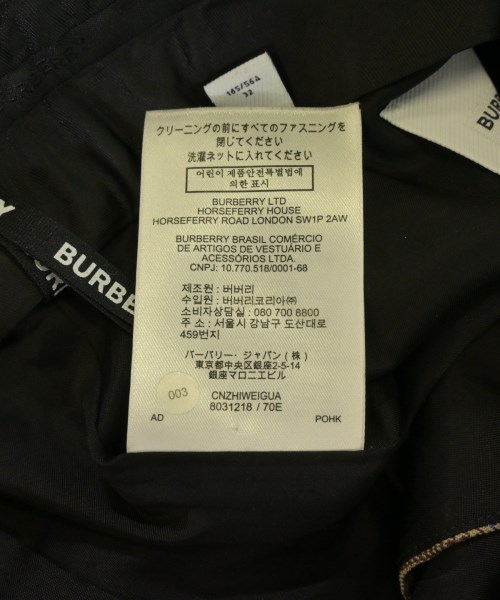 165/56A
32
BURB
クリーニングの前にすべてのファスニングを
閉じてください
洗濯ネットに入れてください
어린이 제품안전특별법에
의한 표시
BURBERRY LTD
HORSEFERRY HOUSE
HORSEFERRY ROAD LONDON SW1P 2AW
BURBERRY BRASIL COMÉRCIO
DE ARTIGOS DE VESTUÁRIO E
ACESSÓRIOS LTDA.
CNPJ: 10.770.518/0001-68
제조원 : 버버리
수입원 : 버버리코리아㈜
소비자상담실 : 080 700 8800
주 소 : 서울시 강남구 도산대로
459번지
バーバリー・ジャパン(株)
東京都中央区銀座2-5-14
銀座マロニエビル
003
CNZHIWEIGUA
8031218 / 70E
AD
POHK
BURBERR